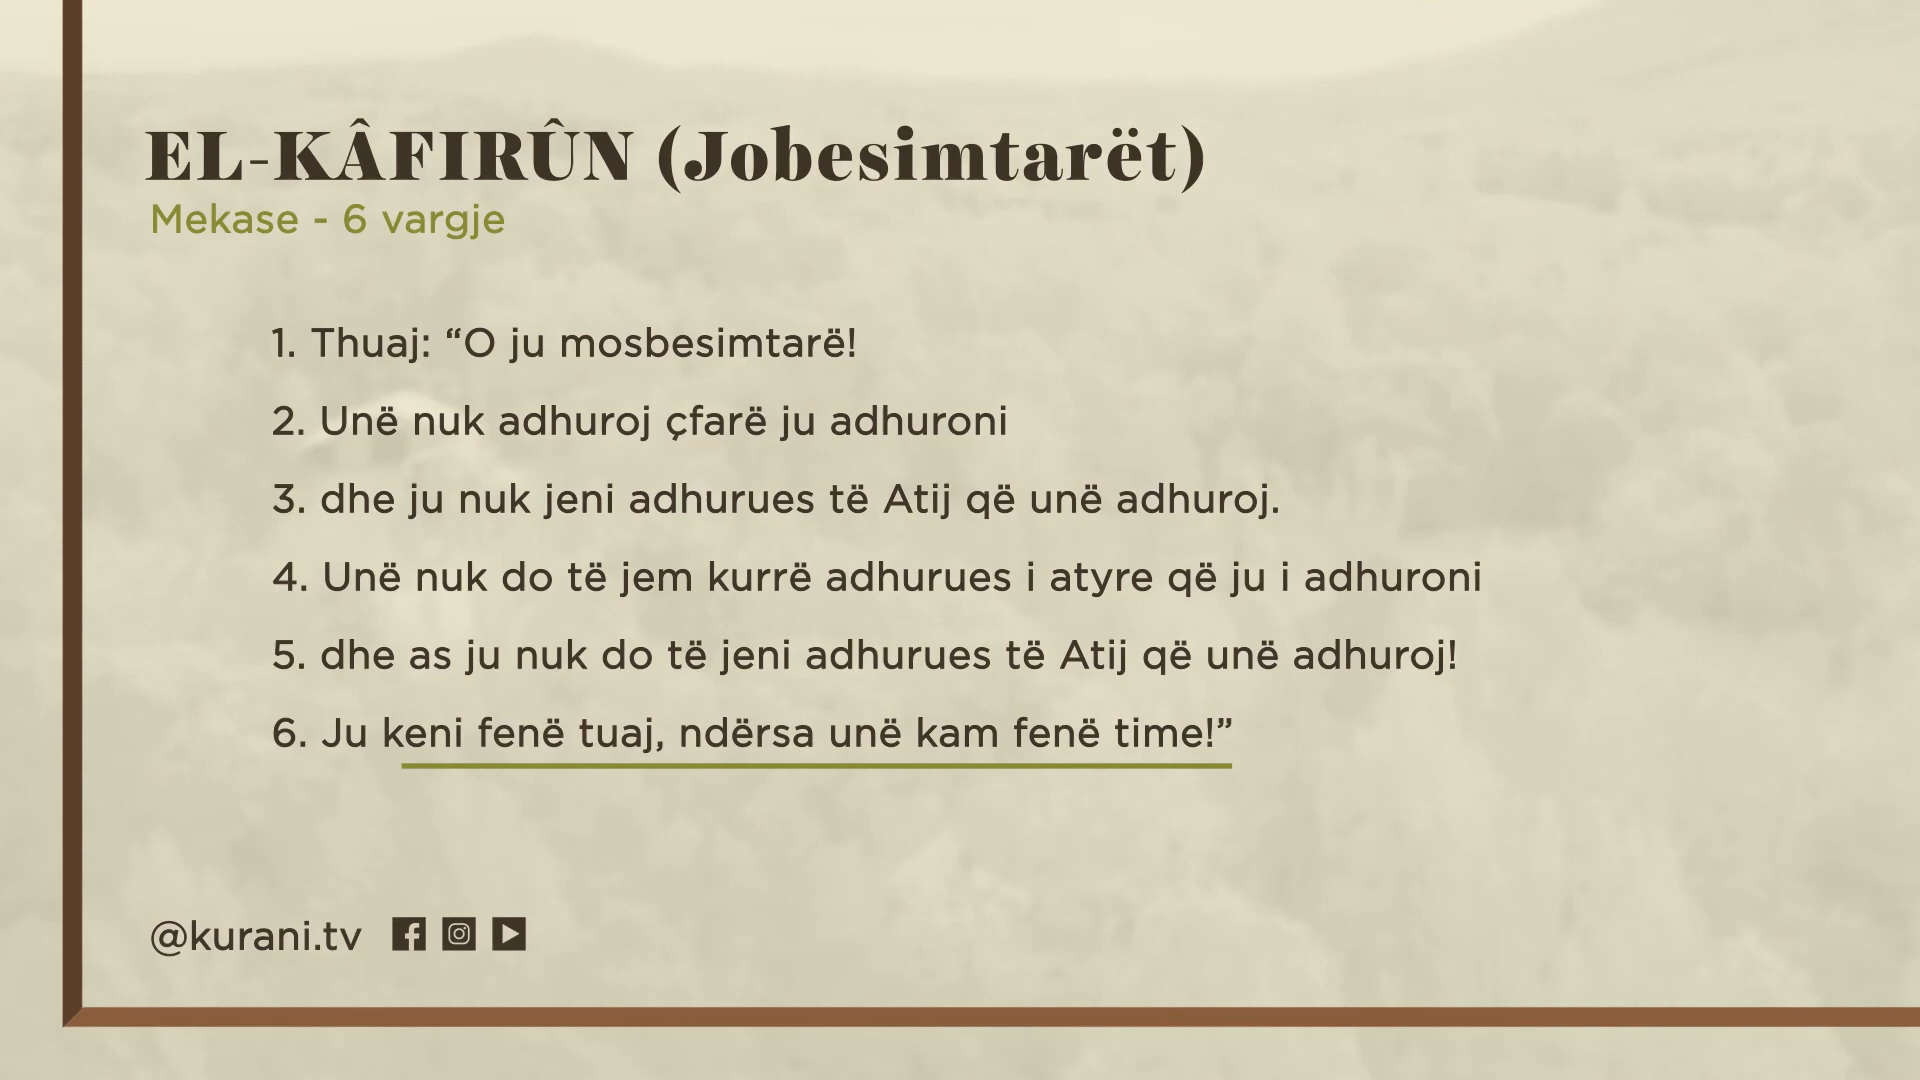 EL-KÂFIRÛN (Jobesimtarët)
Mekase - 6 vargje
1. Thuaj: “O ju mosbesimtarë!
2. Unë nuk adhuroj çfarë ju adhuroni
3. dhe ju nuk jeni adhurues të Atij që unë adhuroj.
4. Unë nuk do të jem kurrë adhurues i atyre që ju i adhuroni
5. dhe as ju nuk do të jeni adhurues të Atij që unë adhuroj!
6. Ju keni fenë tuaj, ndërsa unë kam fenë time!”
@kurani.tv